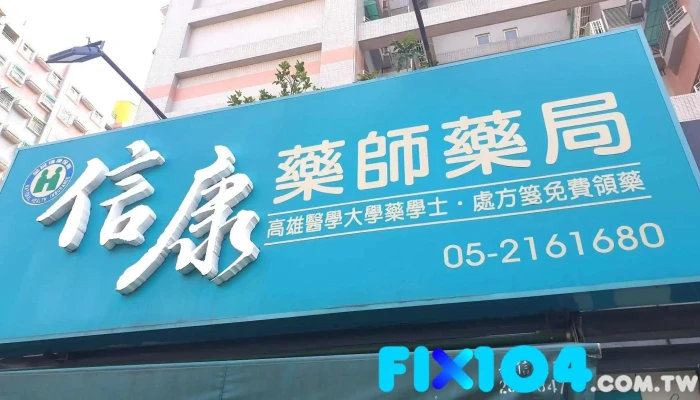 信康
藥師藥局
高雄醫學大學藥學士·處方箋免費領藥
05-2161680
FIX104.COM.TW